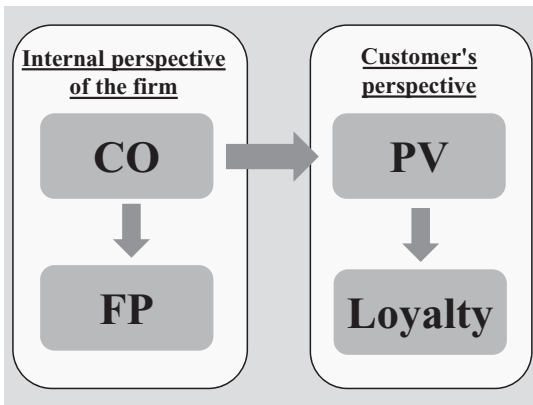 Internal perspective
of the firm
CO
FP
Customer's
perspective
PV
Loyalty